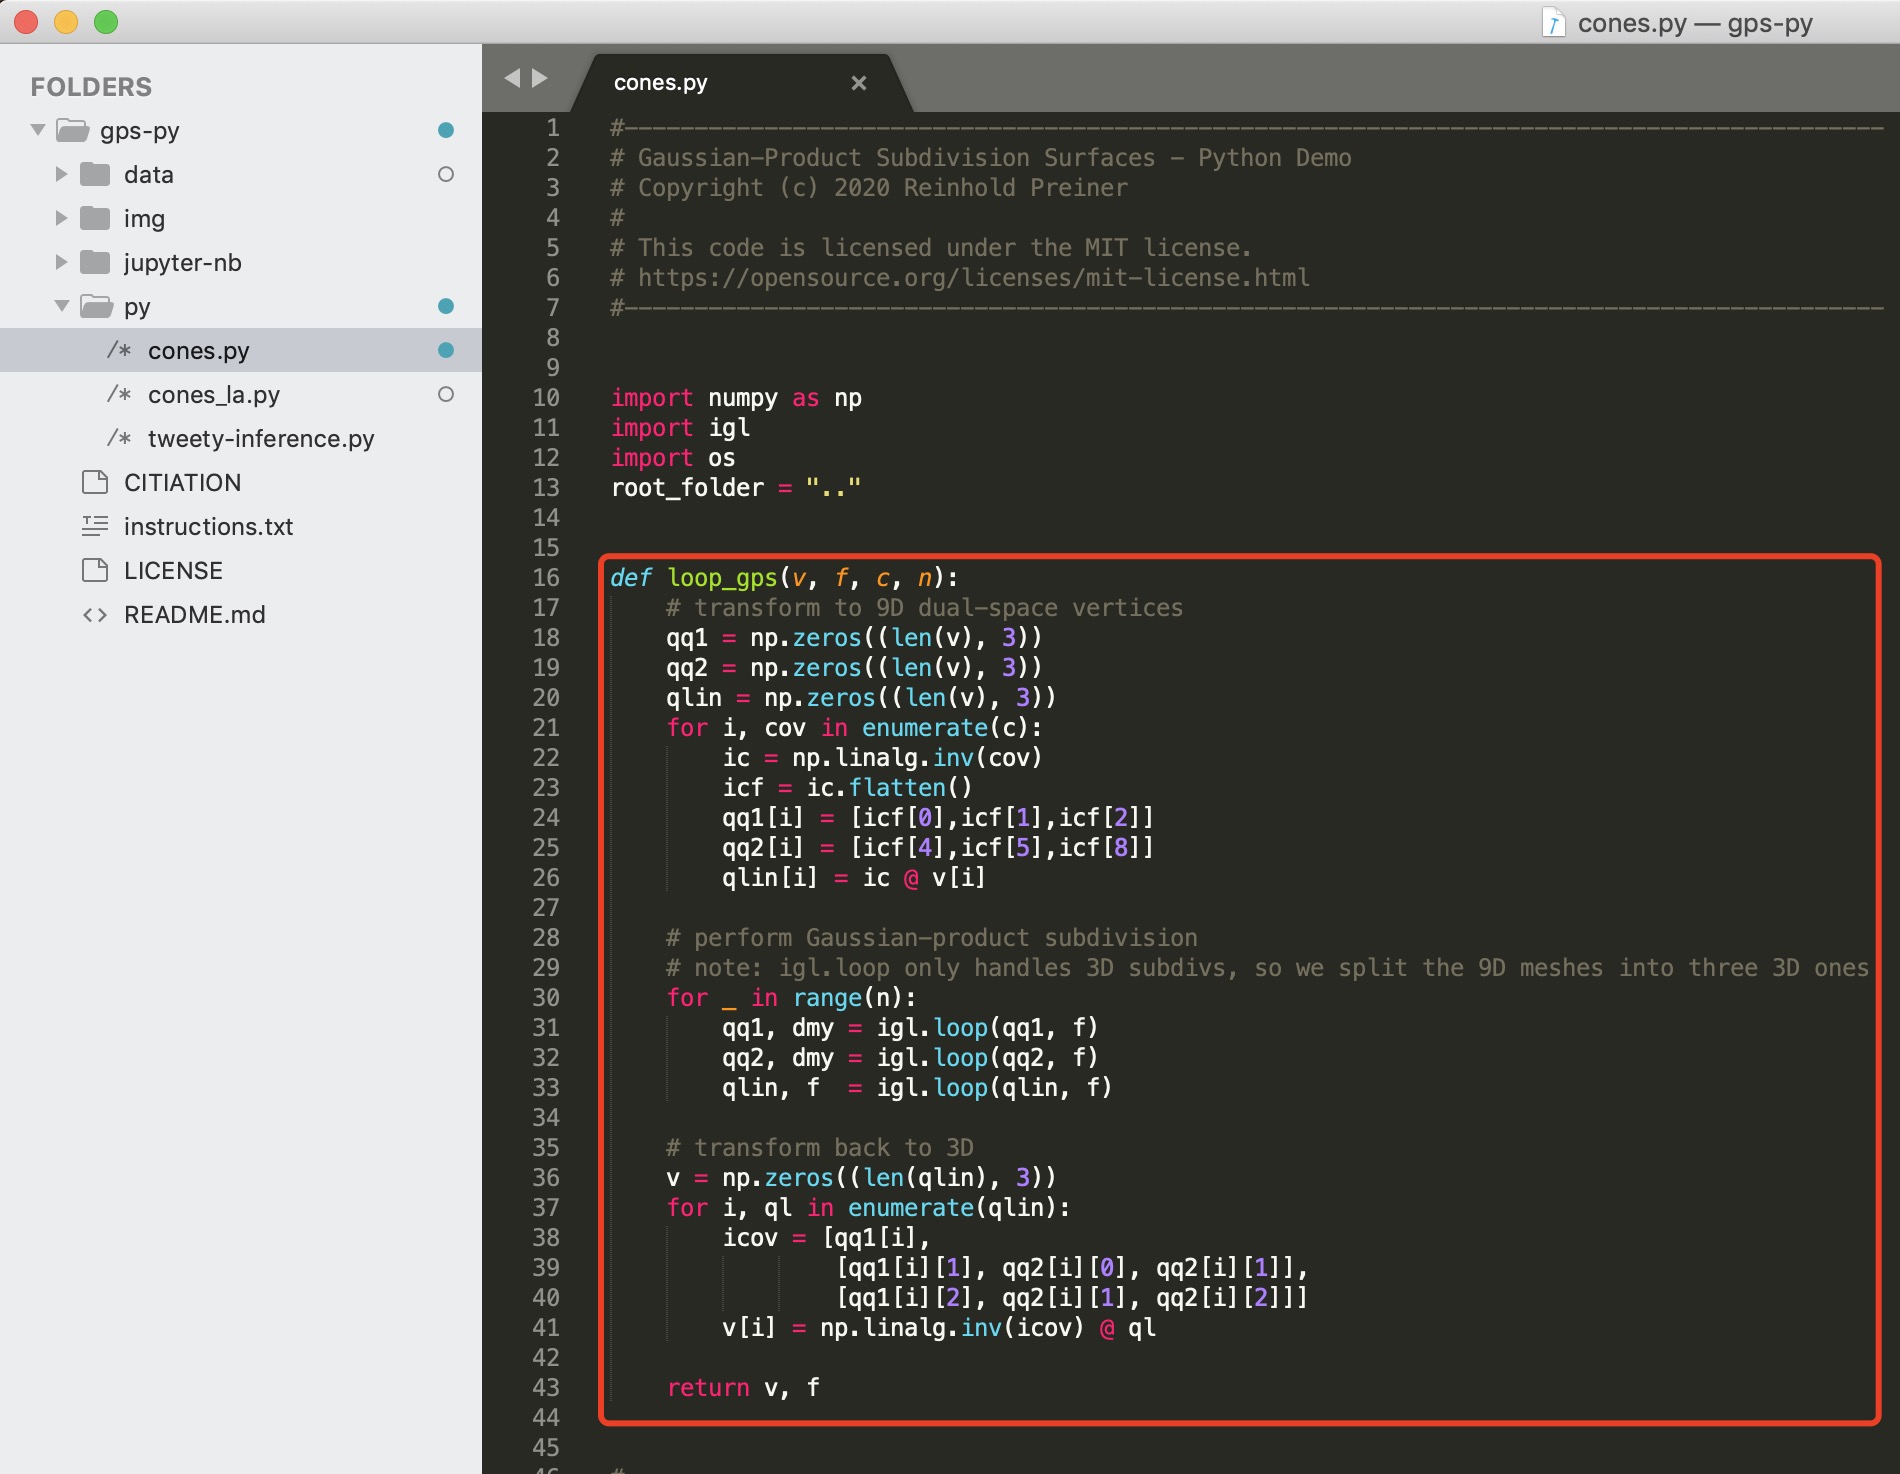 cones.py — gps-py
FOLDERS
gps-py
data
img
jupyter-nb
py
/* cones.py
/* cones_la.py
/* tweety-inference.py
CITIATION
instructions.txt
LICENSE
<> README.md
cones.py ×
1 #------------------------------------------------------------------------------------------
2 # Gaussian-Product Subdivision Surfaces - Python Demo
3 # Copyright (c) 2020 Reinhold Preiner
4 #
5 # This code is licensed under the MIT license.
6 # https://opensource.org/licenses/mit-license.html
7 #------------------------------------------------------------------------------------------
8
9
10 import numpy as np
11 import igl
12 import os
13 root_folder = ".."
14
15
16 def loop_gps(v, f, c, n):
17     # transform to 9D dual-space vertices
18     qq1 = np.zeros((len(v), 3))
19     qq2 = np.zeros((len(v), 3))
20     qlin = np.zeros((len(v), 3))
21     for i, cov in enumerate(c):
22         ic = np.linalg.inv(cov)
23         icf = ic.flatten()
24         qq1[i] = [icf[0],icf[1],icf[2]]
25         qq2[i] = [icf[4],icf[5],icf[8]]
26         qlin[i] = ic @ v[i]
27
28     # perform Gaussian-product subdivision
29     # note: igl.loop only handles 3D subdivs, so we split the 9D meshes into three 3D ones
30     for _ in range(n):
31         qq1, dmy = igl.loop(qq1, f)
32         qq2, dmy = igl.loop(qq2, f)
33         qlin, f  = igl.loop(qlin, f)
34
35     # transform back to 3D
36     v = np.zeros((len(qlin), 3))
37     for i, ql in enumerate(qlin):
38         icov = [qq1[i],
39                 [qq1[i][1], qq2[i][0], qq2[i][1]],
40                 [qq1[i][2], qq2[i][1], qq2[i][2]]]
41         v[i] = np.linalg.inv(icov) @ ql
42
43     return v, f
44
45
46 #